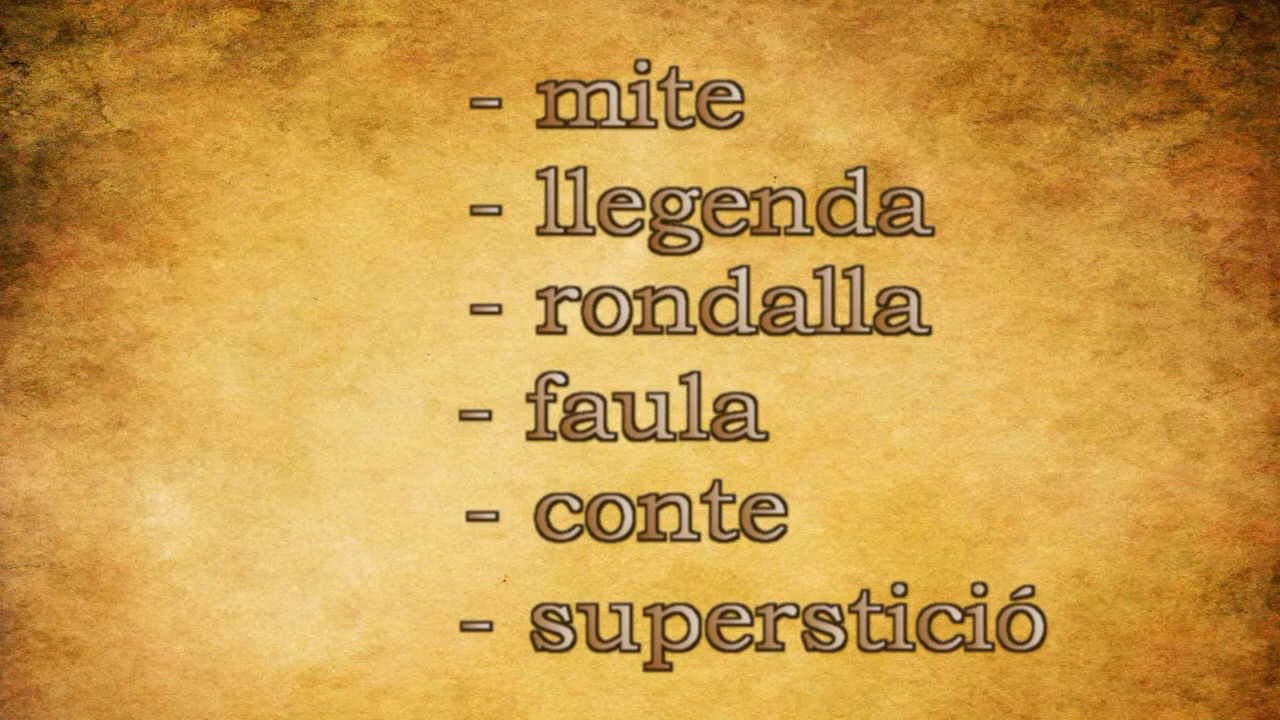 - mite
- llegenda
- rondalla
- faula
- conte
- superstició